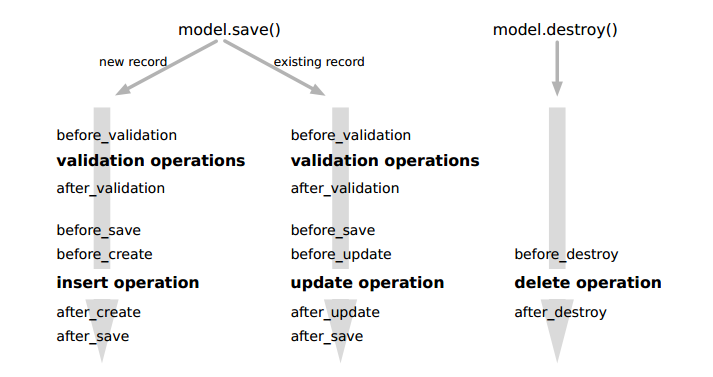 model.save()
model.destroy()
new record
existing record
before_validation
validation operations
after_validation
before_save
before_create
insert operation
after_create
after_save
before_validation
validation operations
after_validation
before_save
before_update
update operation
after_update
after_save
before_destroy
delete operation
after_destroy